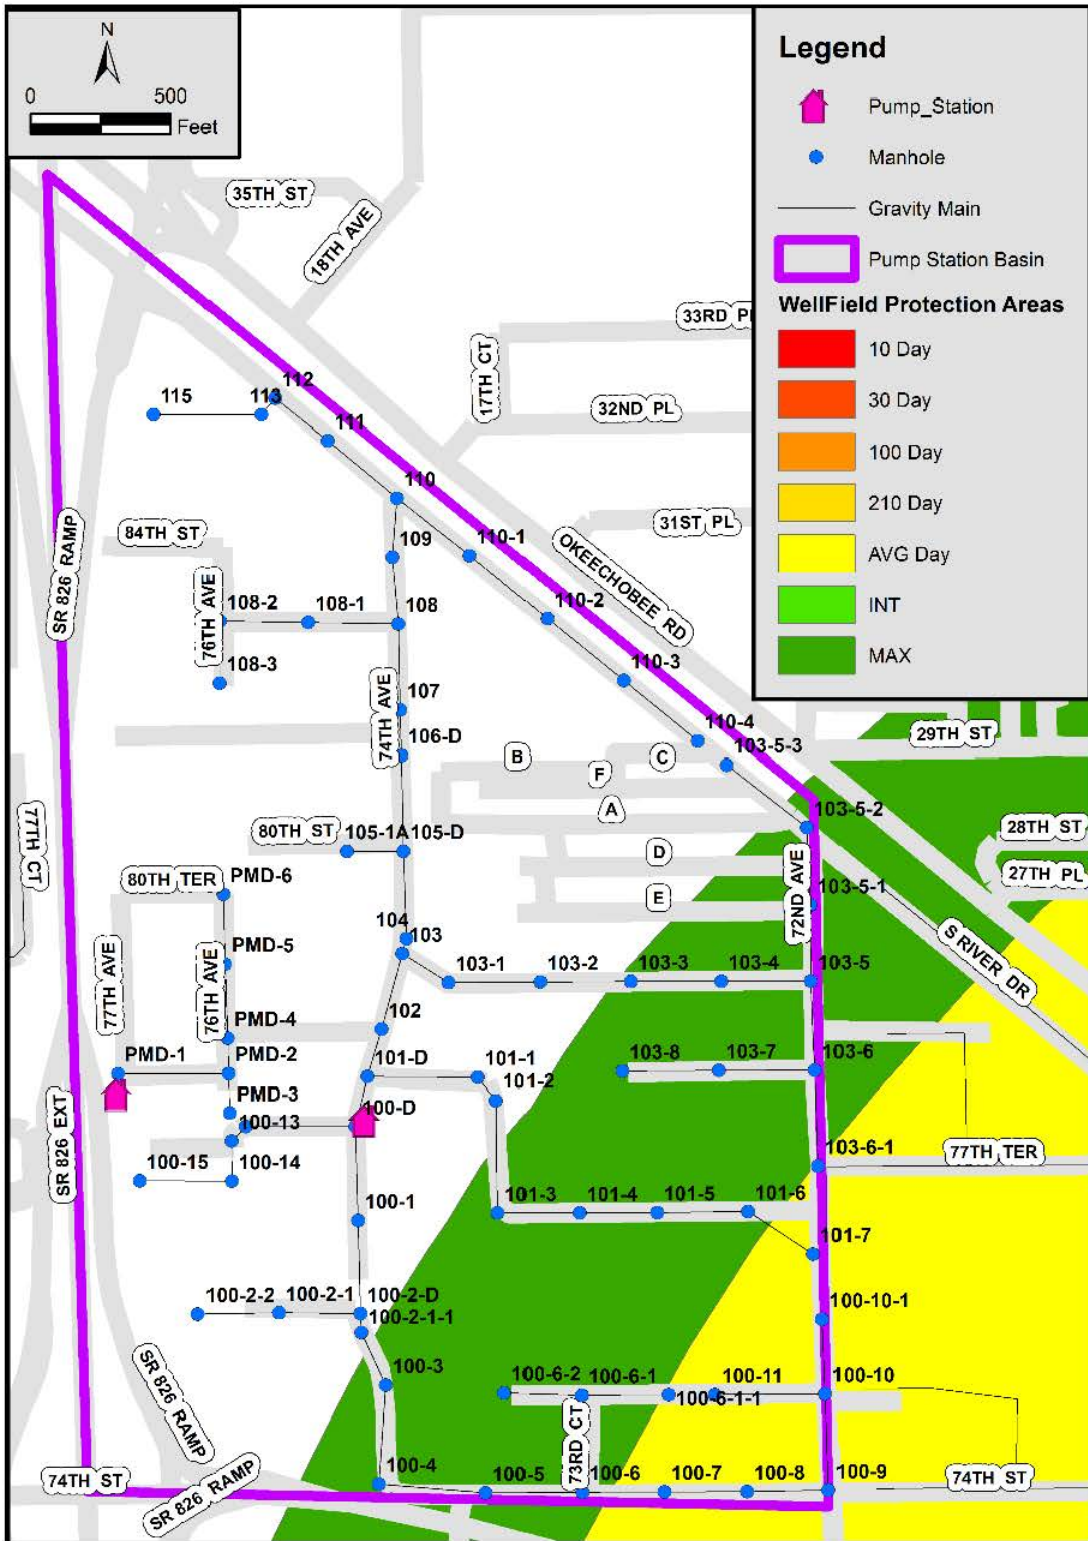 N
0 500
Feet
Legend
Pump_Station
Manhole
Gravity Main
Pump Station Basin
WellField Protection Areas
10 Day
30 Day
100 Day
210 Day
AVG Day
INT
MAX
35TH ST
18TH AVE
33RD PL
17TH CT
32ND PL
112
115
113
111
110
31ST PL
84TH ST
110-1
109
OKEECHOBEE RD
SR 826 RAMP
76TH AVE
108-2
108-1
108
110-2
108-3
110-3
107
74TH AVE
106-D
110-4
29TH ST
B
C
103-5-3
F
A
103-5-2
77TH CT
80TH ST
105-1A
105-D
28TH ST
D
80TH TER
PMD-6
27TH PL
E
72ND AVE
103-5-1
104
103
PMD-5
76TH AVE
77TH AVE
S RIVER DR
103-1
103-2
103-3
103-4
103-5
102
PMD-4
PMD-1
PMD-2
101-D
101-1
101-2
103-8
103-7
103-6
PMD-3
100-D
100-13
SR 826 EXT
100-15
100-14
103-6-1
77TH TER
100-1
101-3
101-4
101-5
101-6
101-7
100-2-2
100-2-1
100-2-D
100-2-1-1
100-10-1
100-3
SR 826 RAMP
100-6-2
100-6-1
100-11
100-10
100-6-1-1
73RD CT
74TH ST
SR 826 RAMP
100-4
100-5
100-6
100-7
100-8
100-9
74TH ST